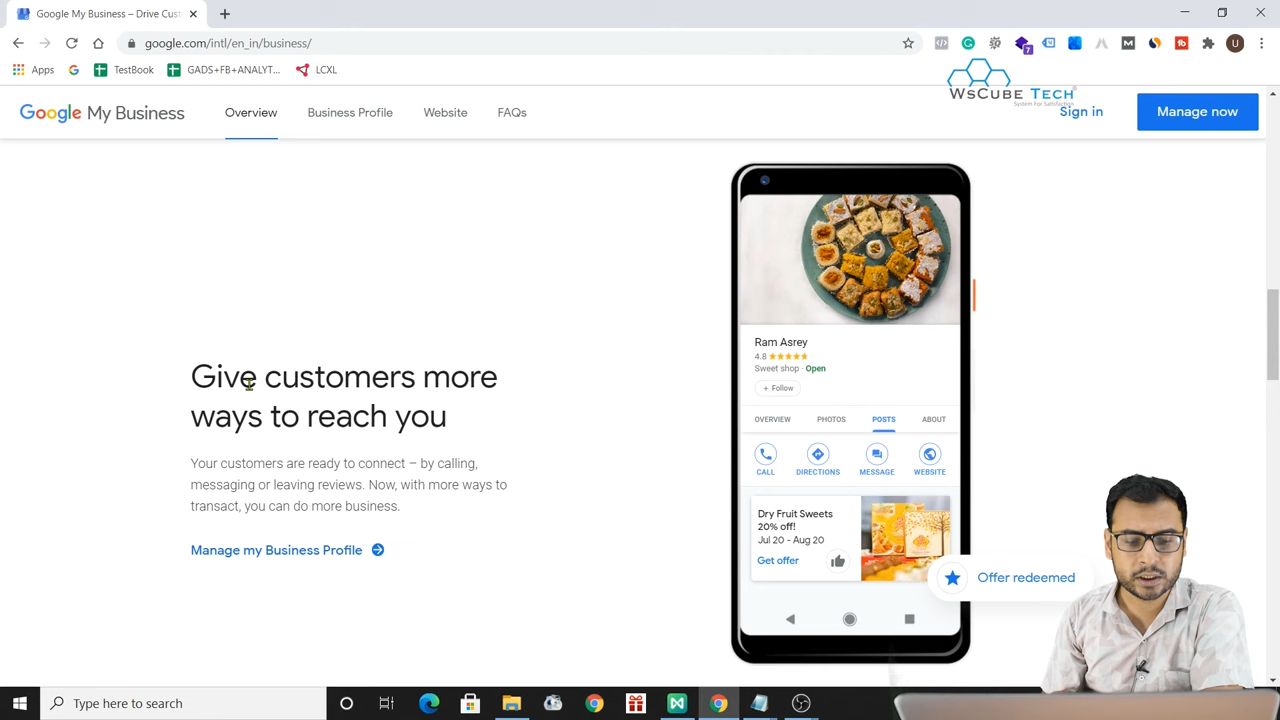 Google My Business – Drive Cus
google.com/intl/en_in/business/
7
U
Apps
TestBook
GADS+FB+ANALYT...
LCXL
WsCube Tech
System For Satisfaction
Google My Business
Overview
Business Profile
Website
FAQs
Sign in
Manage now
Give customers more
ways to reach you
Your customers are ready to connect – by calling,
messaging or leaving reviews. Now, with more ways to
transact, you can do more business.
Manage my Business Profile
Ram Asrey
4.8
Sweet shop · Open
+ Follow
OVERVIEW
PHOTOS
POSTS
ABOUT
CALL
DIRECTIONS
MESSAGE
WEBSITE
Dry Fruit Sweets
20% off!
Jul 20 - Aug 20
Get offer
Offer redeemed
Type here to search